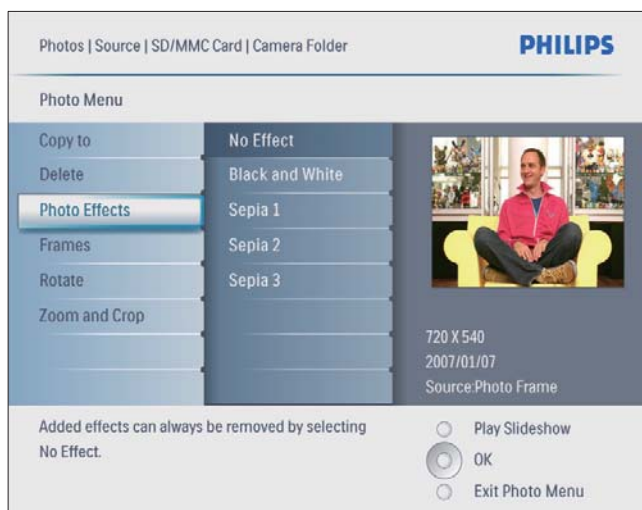 Photos | Source | SD/MMC Card | Camera Folder
PHILIPS
Photo Menu
Copy to
Delete
Photo Effects
Frames
Rotate
Zoom and Crop
No Effect
Black and White
Sepia 1
Sepia 2
Sepia 3
720 X 540
2007/01/07
Source:Photo Frame
Added effects can always be removed by selecting
No Effect.
Play Slideshow
OK
Exit Photo Menu